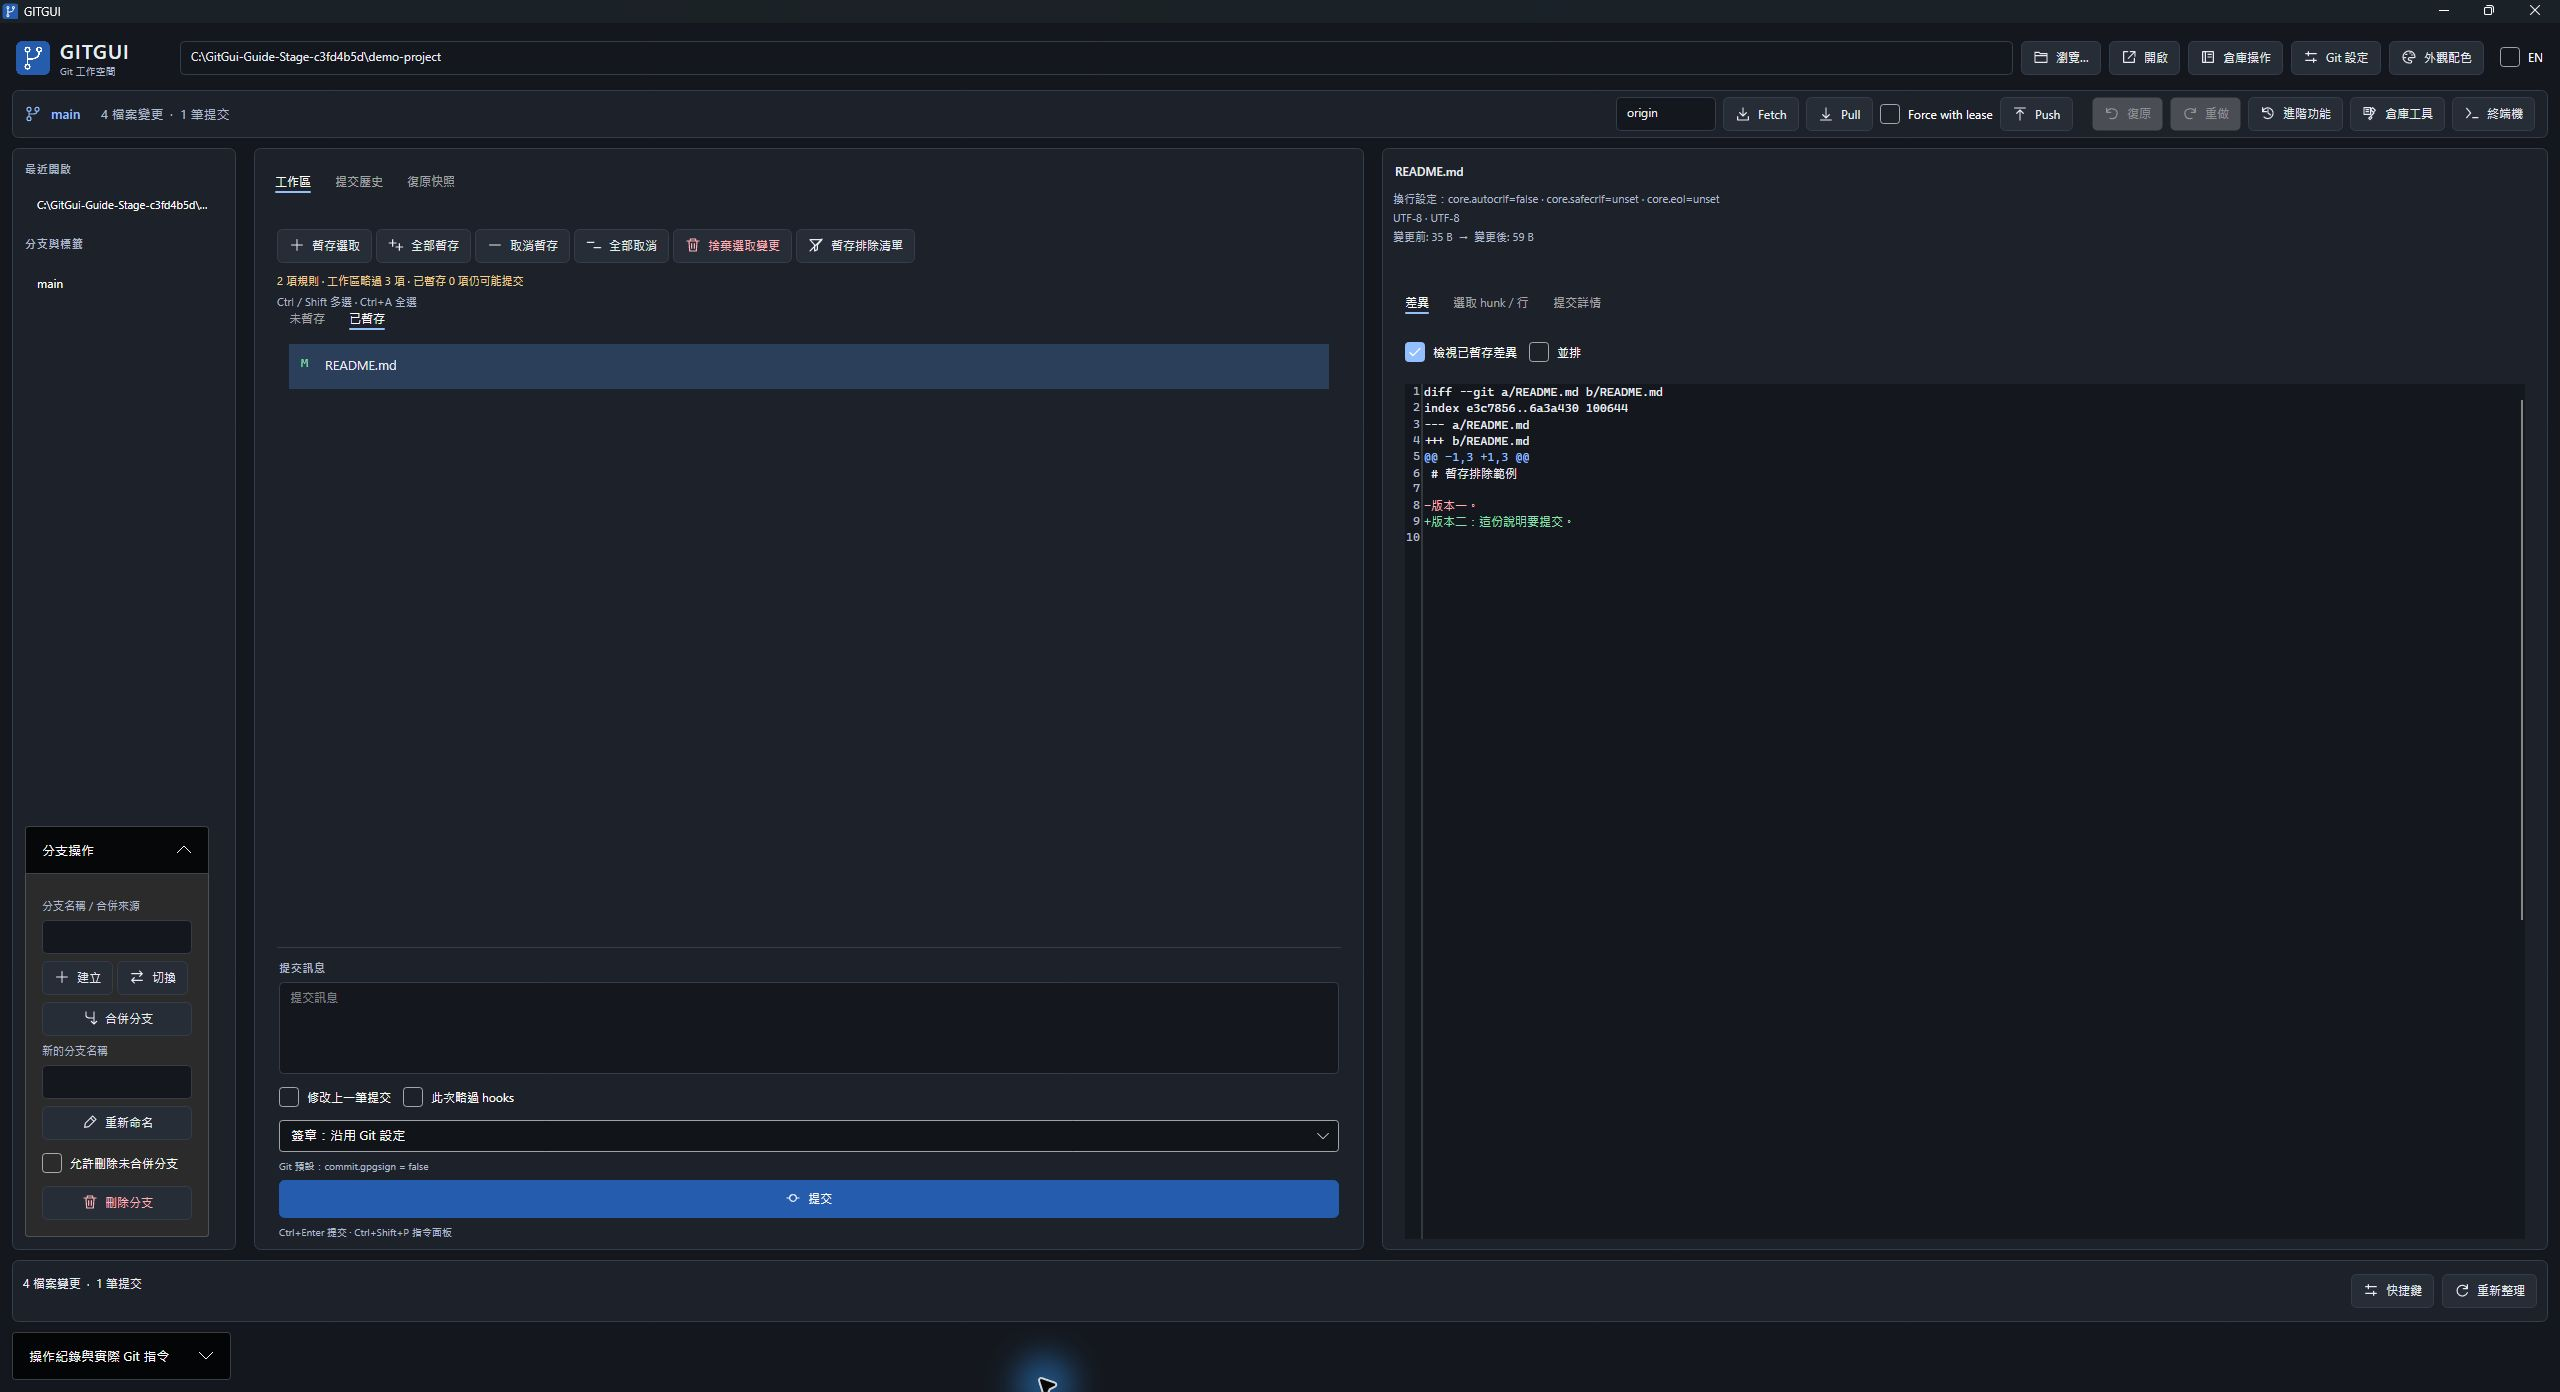 GITGUI
GITGUI
Git 工作空間
C:\GitGui-Guide-Stage-c3fd4b5d\demo-project
瀏覽...
開啟
倉庫操作
Git 設定
外觀配色
EN
main
4 檔案變更 · 1 筆提交
origin
Fetch
Pull
Force with lease
Push
復原
重做
進階功能
倉庫工具
終端機
最近開啟
C:\GitGui-Guide-Stage-c3fd4b5d\...
分支與標籤
main
分支操作
分支名稱 / 合併來源
建立
切換
合併分支
新的分支名稱
重新命名
允許刪除未合併分支
刪除分支
工作區
提交歷史
復原快照
暫存選取
全部暫存
取消暫存
全部取消
捨棄選取變更
暫存排除清單
2 項規則 · 工作區略過 3 項 · 已暫存 0 項仍可能提交
Ctrl / Shift 多選 · Ctrl+A 全選
未暫存
已暫存
M README.md
提交訊息
提交訊息
修改上一筆提交
此次略過 hooks
簽章：沿用 Git 設定
Git 預設：commit.gpgsign = false
提交
Ctrl+Enter 提交 · Ctrl+Shift+P 指令面板
README.md
換行設定：core.autocrlf=false · core.safecrlf=unset · core.eol=unset
UTF-8 · UTF-8
變更前: 35 B → 變更後: 59 B
差異
選取 hunk / 行
提交詳情
檢視已暫存差異
並排
1 diff --git a/README.md b/README.md
2 index e3c7856..6a3a430 100644
3 --- a/README.md
4 +++ b/README.md
5 @@ -1,3 +1,3 @@
6  # 暫存排除範例
7
8 -版本一。
9 +版本二：這份說明要提交。
10
4 檔案變更 · 1 筆提交
快捷鍵
重新整理
操作紀錄與實際 Git 指令